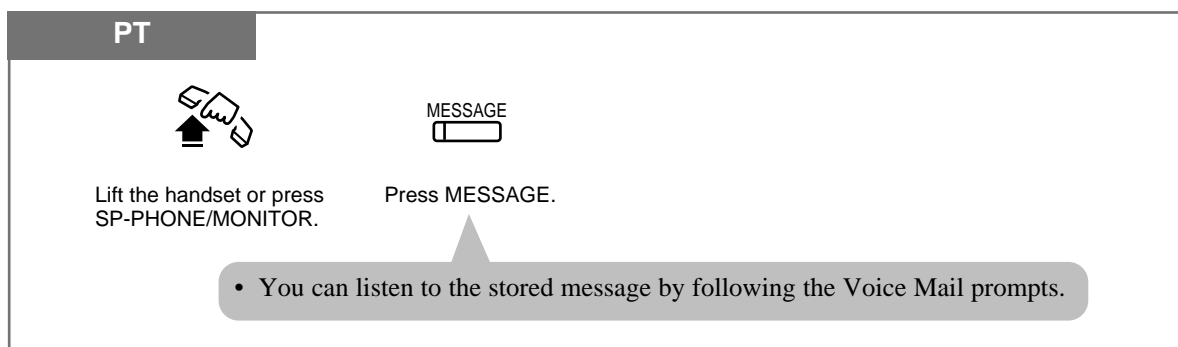 PT
MESSAGE
Lift the handset or press
SP-PHONE/MONITOR.
Press MESSAGE.
• You can listen to the stored message by following the Voice Mail prompts.